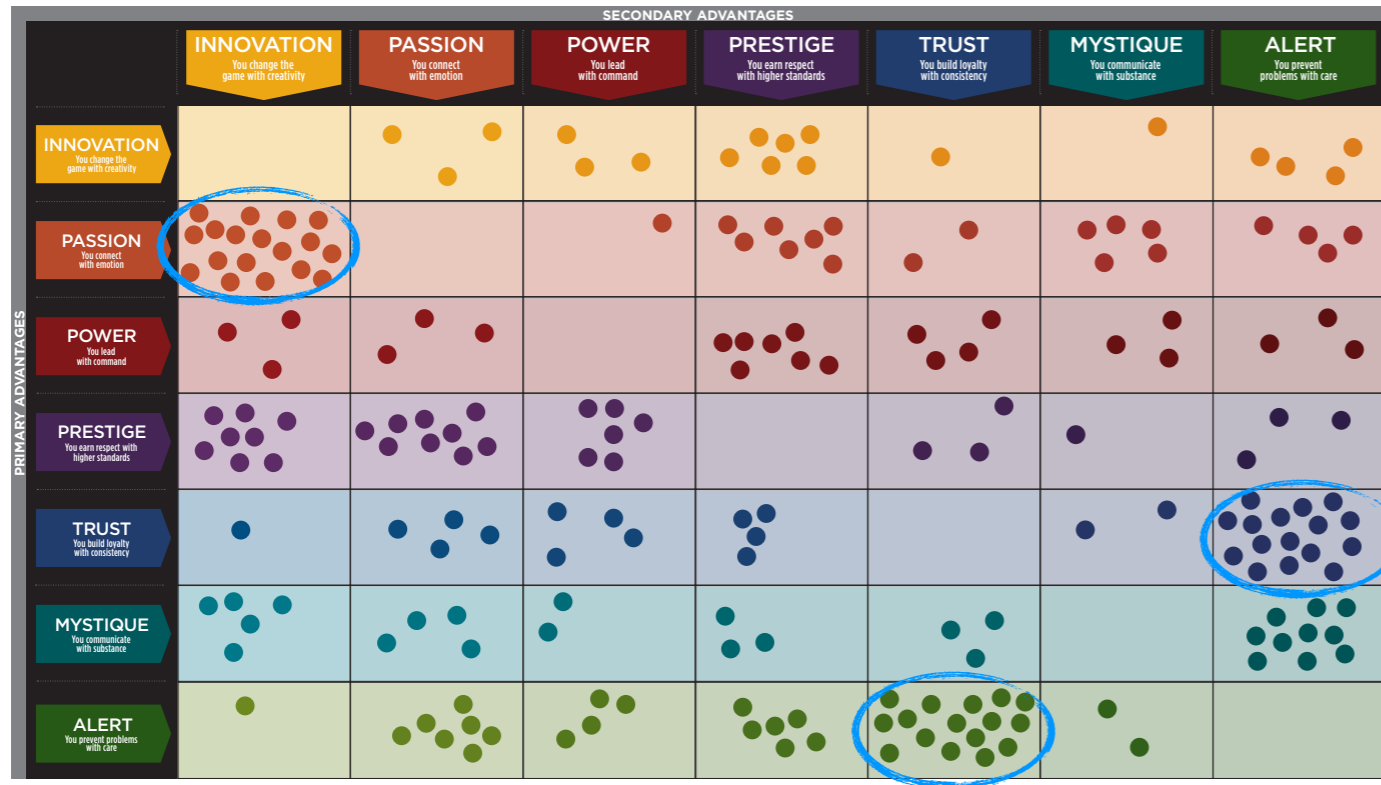 SECONDARY ADVANTAGES
INNOVATION
You change the
game with creativity
PASSION
You connect
with emotion
POWER
You lead
with command
PRESTIGE
You earn respect
with higher standards
TRUST
You build loyalty
with consistency
MYSTIQUE
You communicate
with substance
ALERT
You prevent
problems with care
PRIMARY ADVANTAGES
INNOVATION
You change the
game with creativity
PASSION
You connect
with emotion
POWER
You lead
with command
PRESTIGE
You earn respect with
higher standards
TRUST
You build loyalty
with consistency
MYSTIQUE
You communicate
with substance
ALERT
You prevent problems
with care